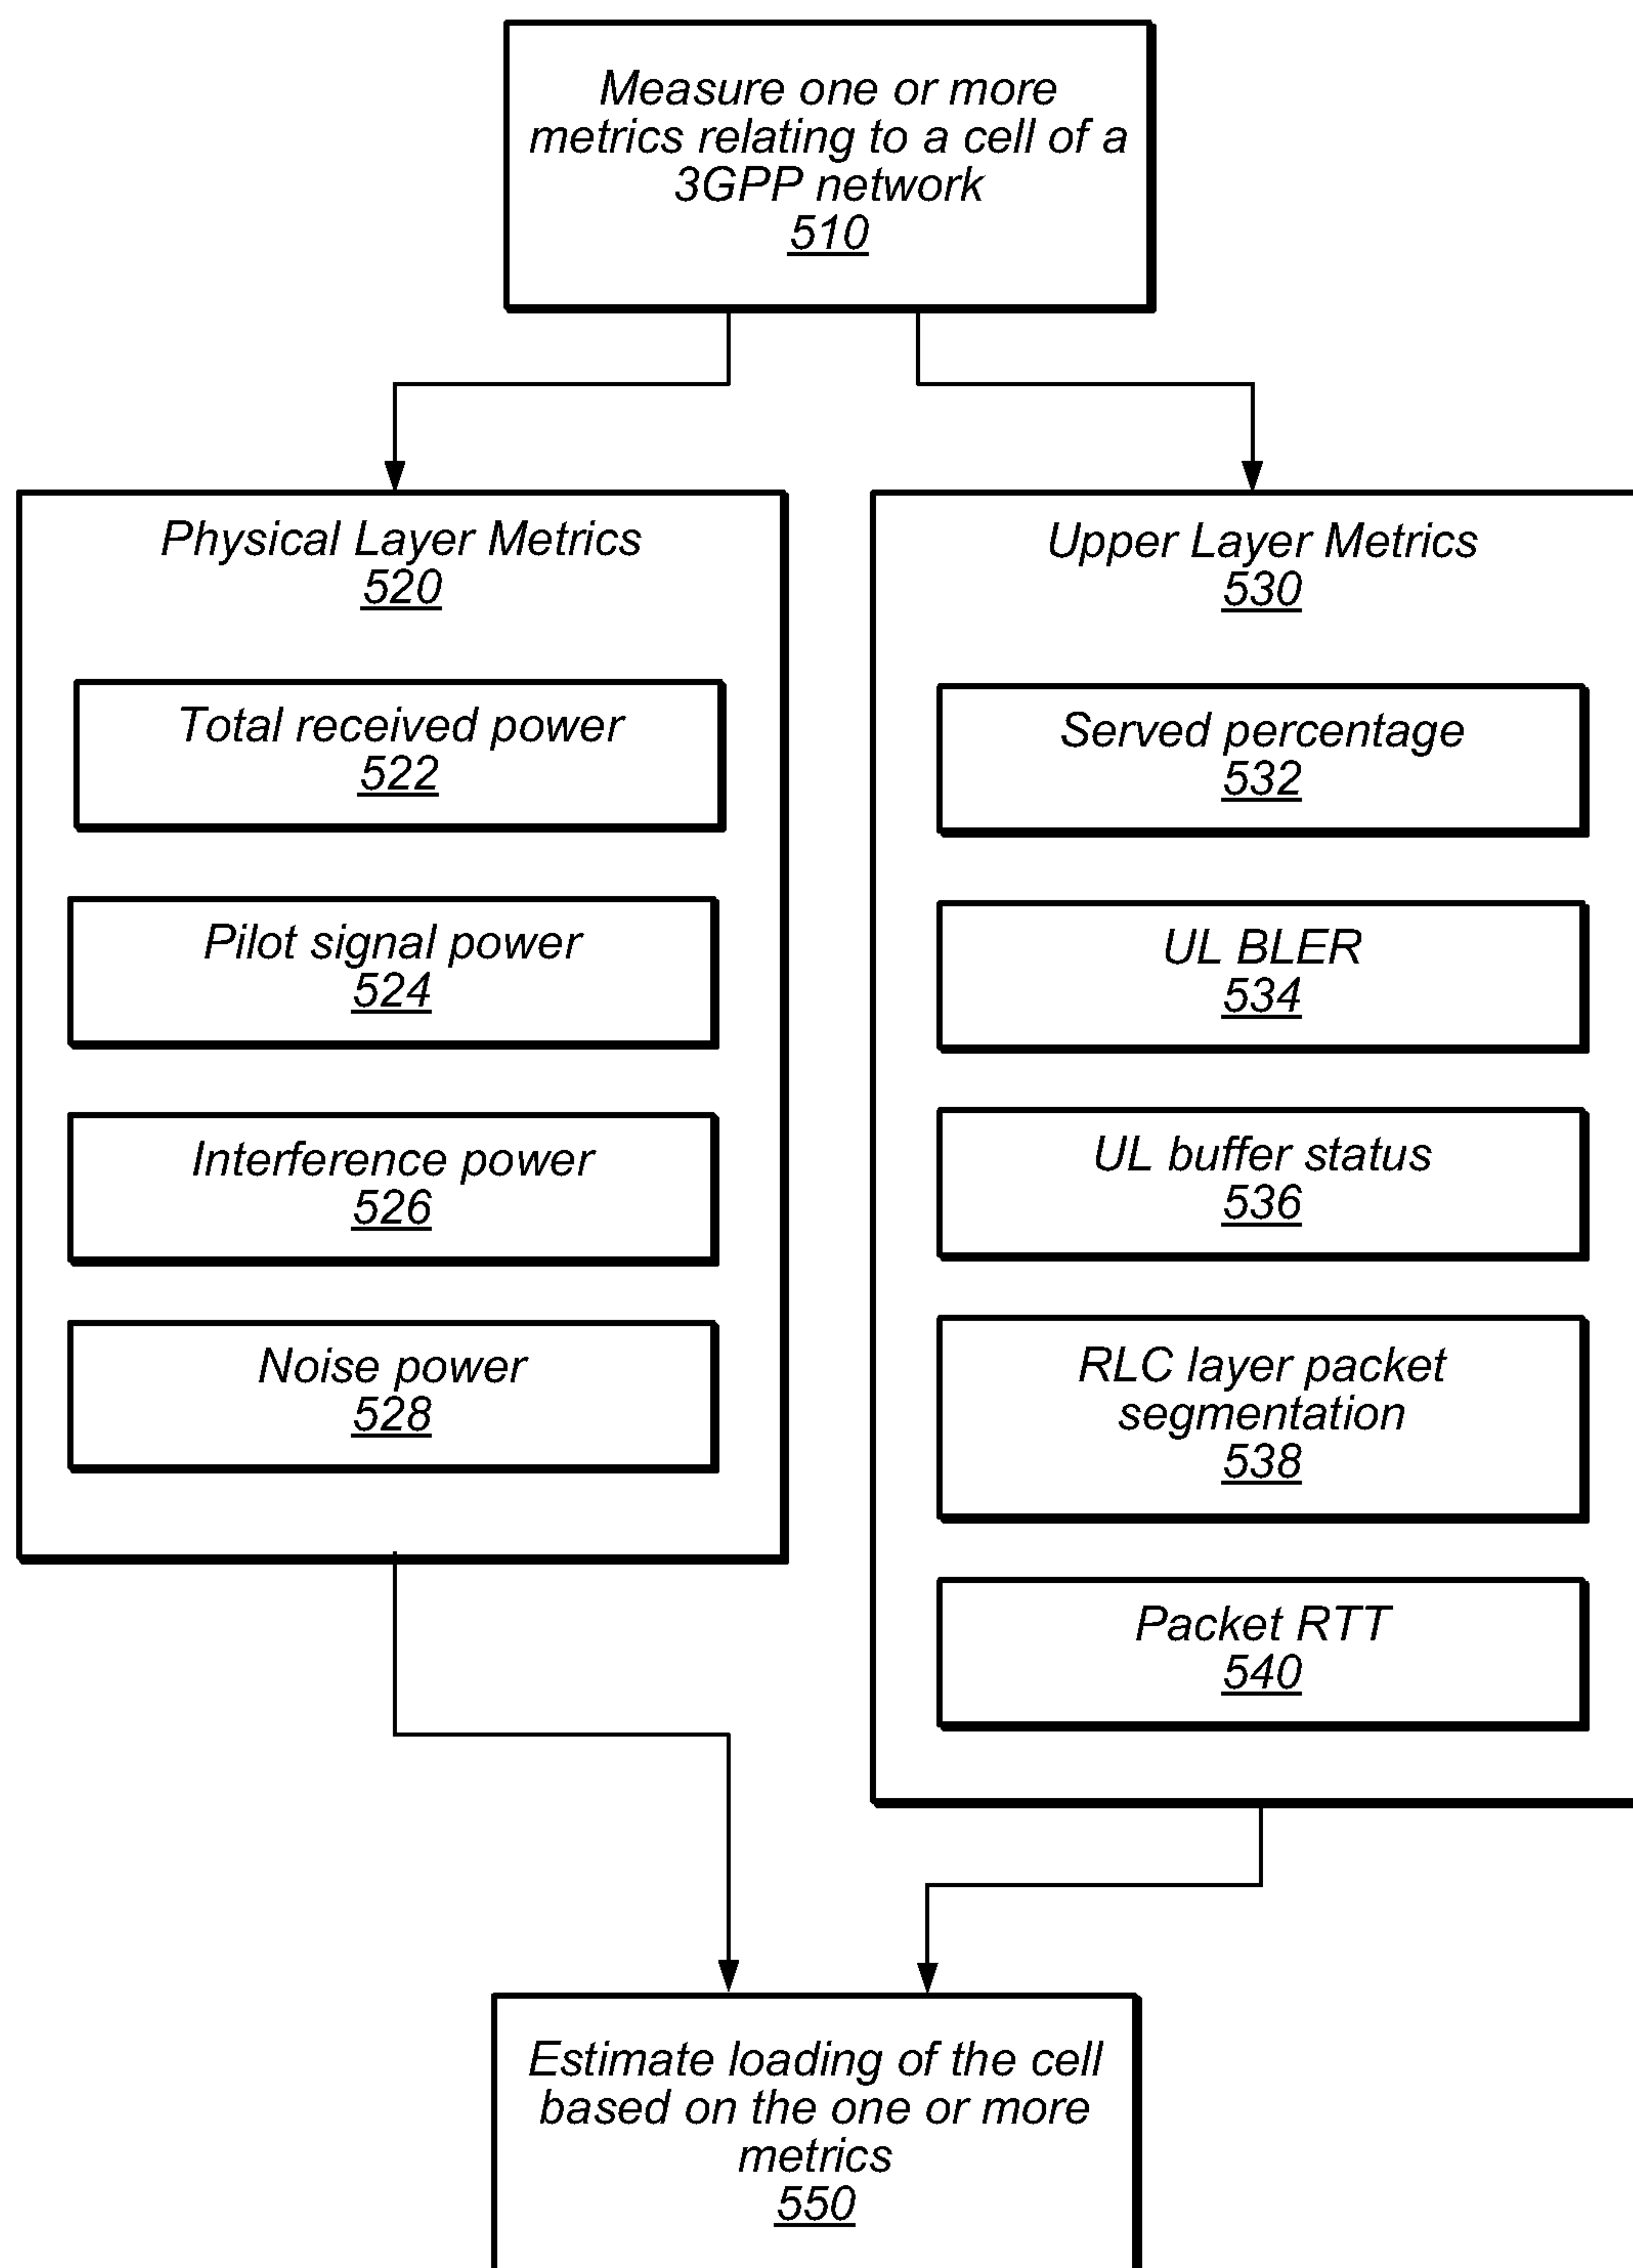 Measure one or more
metrics relating to a cell of a
3GPP network
510
Physical Layer Metrics
520
Total received power
522
Pilot signal power
524
Interference power
526
Noise power
528
Upper Layer Metrics
530
Served percentage
532
UL BLER
534
UL buffer status
536
RLC layer packet
segmentation
538
Packet RTT
540
Estimate loading of the cell
based on the one or more
metrics
550